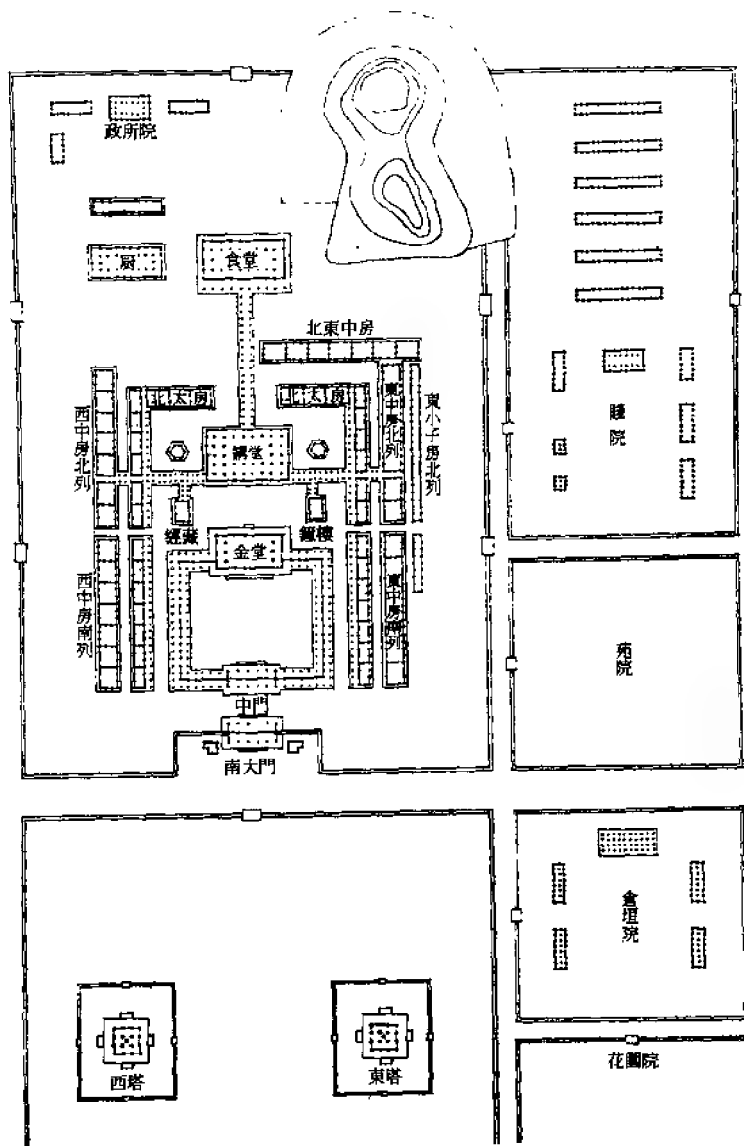 政所院
厨
食堂
北東中房
北太房
北太房
西中房北列
東中房北列
東小子房北列
講堂
經藏
鐘樓
金堂
西中房南列
東中房南列
中門
南大門
賤院
苑院
倉垣院
西塔
東塔
花園院